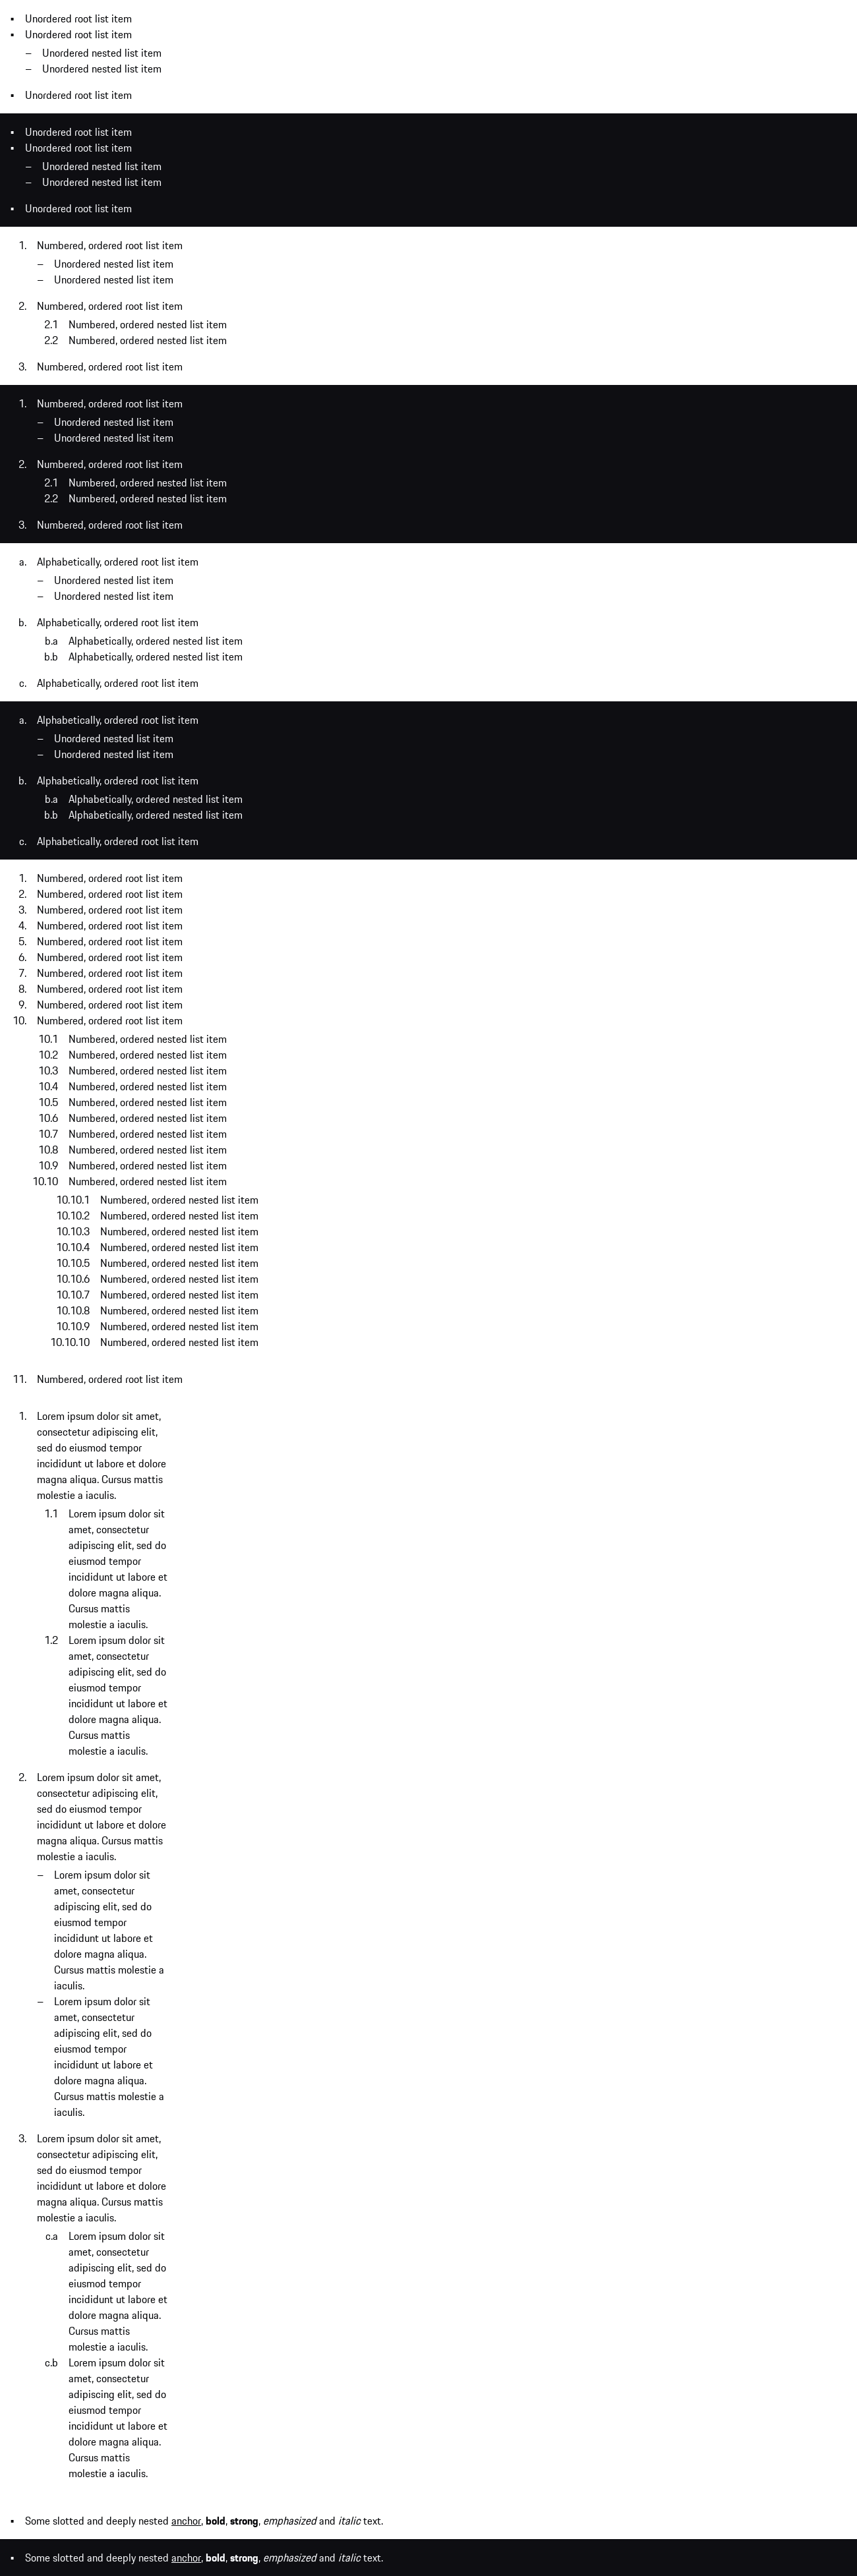 ▪ Unordered root list item
▪ Unordered root list item
– Unordered nested list item
– Unordered nested list item
▪ Unordered root list item
▪ Unordered root list item
▪ Unordered root list item
– Unordered nested list item
– Unordered nested list item
▪ Unordered root list item
1. Numbered, ordered root list item
– Unordered nested list item
– Unordered nested list item
2. Numbered, ordered root list item
2.1 Numbered, ordered nested list item
2.2 Numbered, ordered nested list item
3. Numbered, ordered root list item
1. Numbered, ordered root list item
– Unordered nested list item
– Unordered nested list item
2. Numbered, ordered root list item
2.1 Numbered, ordered nested list item
2.2 Numbered, ordered nested list item
3. Numbered, ordered root list item
a. Alphabetically, ordered root list item
– Unordered nested list item
– Unordered nested list item
b. Alphabetically, ordered root list item
b.a Alphabetically, ordered nested list item
b.b Alphabetically, ordered nested list item
c. Alphabetically, ordered root list item
a. Alphabetically, ordered root list item
– Unordered nested list item
– Unordered nested list item
b. Alphabetically, ordered root list item
b.a Alphabetically, ordered nested list item
b.b Alphabetically, ordered nested list item
c. Alphabetically, ordered root list item
1. Numbered, ordered root list item
2. Numbered, ordered root list item
3. Numbered, ordered root list item
4. Numbered, ordered root list item
5. Numbered, ordered root list item
6. Numbered, ordered root list item
7. Numbered, ordered root list item
8. Numbered, ordered root list item
9. Numbered, ordered root list item
10. Numbered, ordered root list item
10.1 Numbered, ordered nested list item
10.2 Numbered, ordered nested list item
10.3 Numbered, ordered nested list item
10.4 Numbered, ordered nested list item
10.5 Numbered, ordered nested list item
10.6 Numbered, ordered nested list item
10.7 Numbered, ordered nested list item
10.8 Numbered, ordered nested list item
10.9 Numbered, ordered nested list item
10.10 Numbered, ordered nested list item
10.10.1 Numbered, ordered nested list item
10.10.2 Numbered, ordered nested list item
10.10.3 Numbered, ordered nested list item
10.10.4 Numbered, ordered nested list item
10.10.5 Numbered, ordered nested list item
10.10.6 Numbered, ordered nested list item
10.10.7 Numbered, ordered nested list item
10.10.8 Numbered, ordered nested list item
10.10.9 Numbered, ordered nested list item
10.10.10 Numbered, ordered nested list item
11. Numbered, ordered root list item
1. Lorem ipsum dolor sit amet,
consectetur adipiscing elit,
sed do eiusmod tempor
incididunt ut labore et dolore
magna aliqua. Cursus mattis
molestie a iaculis.
1.1 Lorem ipsum dolor sit
amet, consectetur
adipiscing elit, sed do
eiusmod tempor
incididunt ut labore et
dolore magna aliqua.
Cursus mattis
molestie a iaculis.
1.2 Lorem ipsum dolor sit
amet, consectetur
adipiscing elit, sed do
eiusmod tempor
incididunt ut labore et
dolore magna aliqua.
Cursus mattis
molestie a iaculis.
2. Lorem ipsum dolor sit amet,
consectetur adipiscing elit,
sed do eiusmod tempor
incididunt ut labore et dolore
magna aliqua. Cursus mattis
molestie a iaculis.
– Lorem ipsum dolor sit
amet, consectetur
adipiscing elit, sed do
eiusmod tempor
incididunt ut labore et
dolore magna aliqua.
Cursus mattis molestie a
iaculis.
– Lorem ipsum dolor sit
amet, consectetur
adipiscing elit, sed do
eiusmod tempor
incididunt ut labore et
dolore magna aliqua.
Cursus mattis molestie a
iaculis.
3. Lorem ipsum dolor sit amet,
consectetur adipiscing elit,
sed do eiusmod tempor
incididunt ut labore et dolore
magna aliqua. Cursus mattis
molestie a iaculis.
c.a Lorem ipsum dolor sit
amet, consectetur
adipiscing elit, sed do
eiusmod tempor
incididunt ut labore et
dolore magna aliqua.
Cursus mattis
molestie a iaculis.
c.b Lorem ipsum dolor sit
amet, consectetur
adipiscing elit, sed do
eiusmod tempor
incididunt ut labore et
dolore magna aliqua.
Cursus mattis
molestie a iaculis.
▪ Some slotted and deeply nested anchor, bold, strong, emphasized and italic text.
▪ Some slotted and deeply nested anchor, bold, strong, emphasized and italic text.